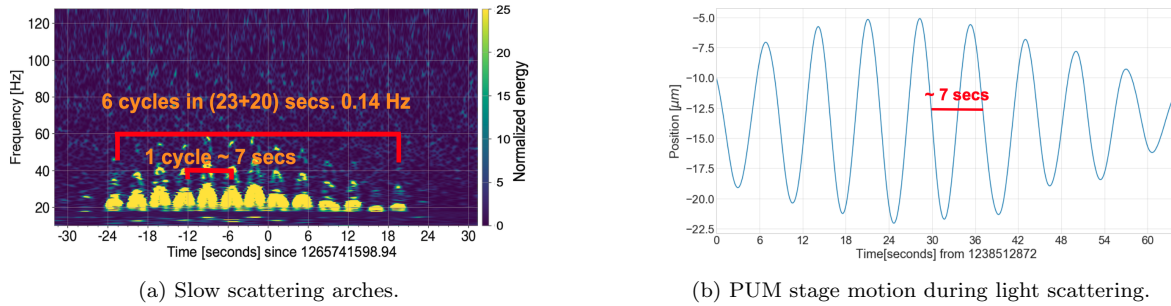 120
100
80
60
40
20
Frequency [Hz]
6 cycles in (23+20) secs. 0.14 Hz
1 cycle ~ 7 secs
-30 -24 -18 -12 -6 0 6 12 18 24 30
Time [seconds] since 1265741598.94
25
20
15
10
5
0
Normalized energy
(a) Slow scattering arches.
−5.0
−7.5
−10.0
−12.5
−15.0
−17.5
−20.0
−22.5
Position [µm]
~ 7 secs
0 6 12 18 24 30 36 42 48 54 60
Time[seconds] from 1238512872
(b) PUM stage motion during light scattering.